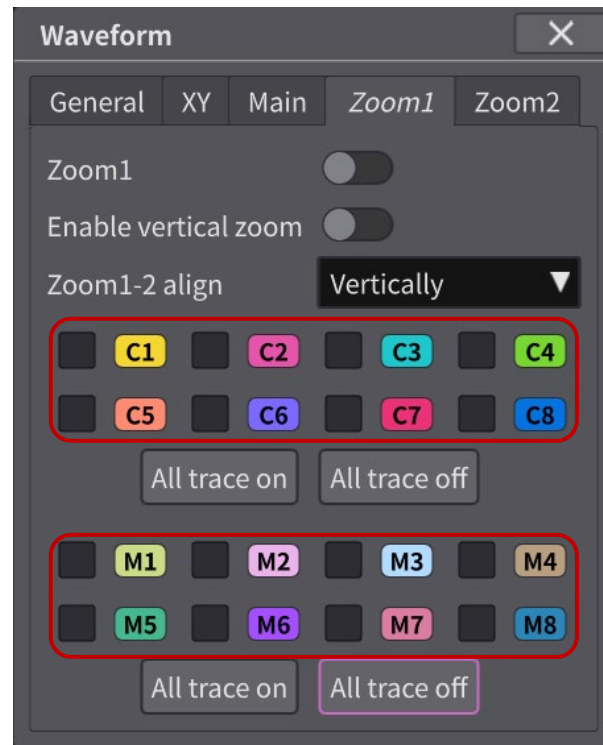 Waveform
General XY Main Zoom1 Zoom2
Zoom1
Enable vertical zoom
Zoom1-2 align Vertically
C1 C2 C3 C4
C5 C6 C7 C8
All trace on All trace off
M1 M2 M3 M4
M5 M6 M7 M8
All trace on All trace off